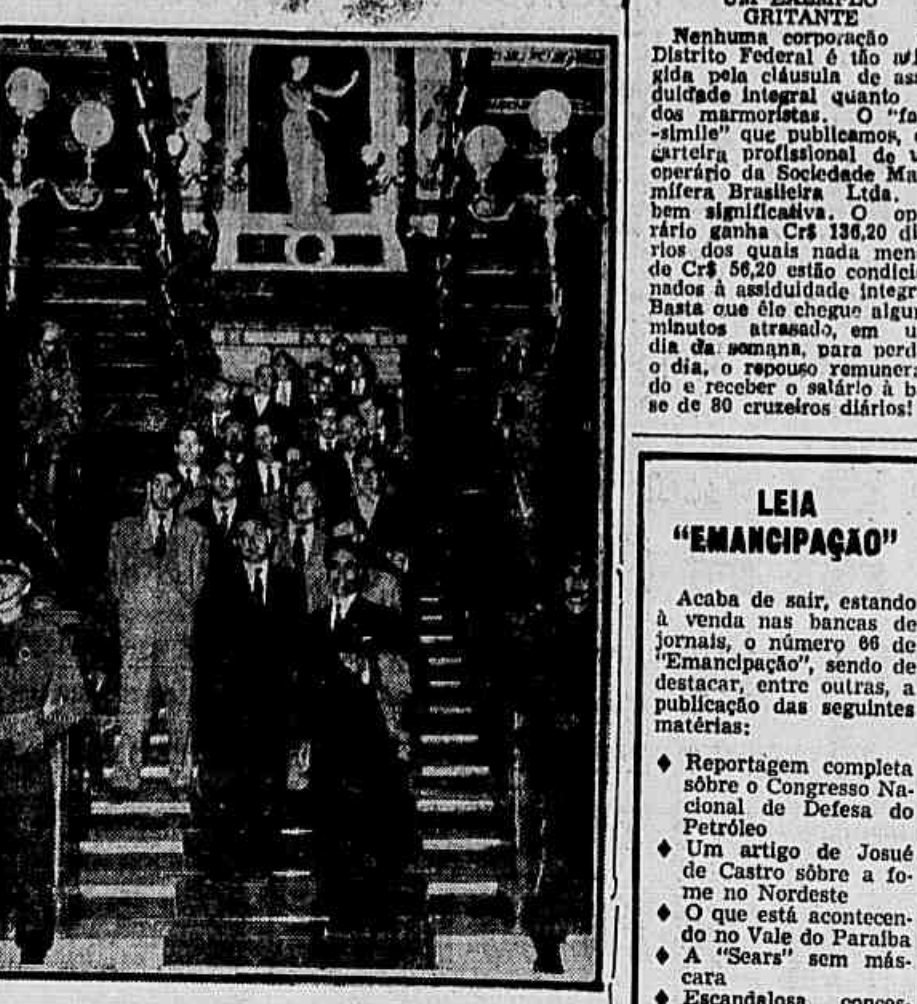 UM EXEMPLO
GRITANTE
Nenhuma corporação
Distrito Federal é tão
gida pela cláusula de as
duidade integral quanto
dos marmoristas. O "fa
-simile" que publicamos,
carteira profissional de
operário da Sociedade Ma
mífera Brasileira Ltda.
bem significativa. O op
rário ganha Cr$ 136,20 di
rios dos quais nada men
de Cr$ 56,20 estão condici
nados à assiduidade integr
Basta que êle chegue algu
minutos atrasado, em u
dia da semana, para perd
o dia, o repouso remunera
do e receber o salário à b
se de 80 cruzeiros diários!
LEIA
"EMANCIPAÇÃO"
Acaba de sair, estando
à venda nas bancas de
jornais, o número 66 de
"Emancipação", sendo de
destacar, entre outras, a
publicação das seguintes
matérias:
♦ Reportagem completa
sôbre o Congresso Na-
cional de Defesa do
Petróleo
♦ Um artigo de Josué
de Castro sôbre a fo-
me no Nordeste
♦ O que está acontecen-
do no Vale do Paraíba
♦ A "Sears" sem más-
cara
♦ Escandalosa conces-